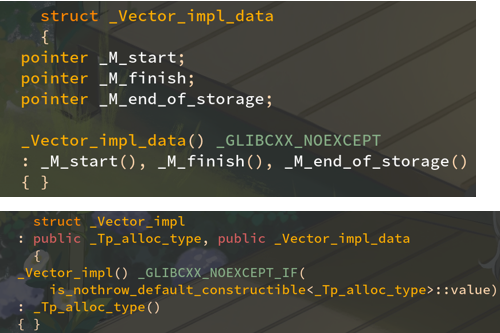 struct _Vector_impl_data
{
pointer _M_start;
pointer _M_finish;
pointer _M_end_of_storage;
_Vector_impl_data() _GLIBCXX_NOEXCEPT
: _M_start(), _M_finish(), _M_end_of_storage()
{ }
struct _Vector_impl
: public _Tp_alloc_type, public _Vector_impl_data
{
_Vector_impl() _GLIBCXX_NOEXCEPT_IF(
is_nothrow_default_constructible<_Tp_alloc_type>::value)
: _Tp_alloc_type()
{ }